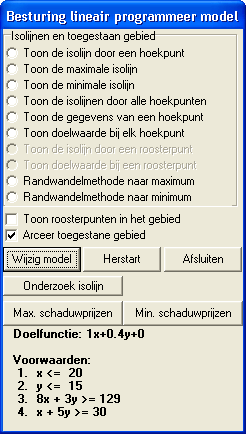 Besturing lineair programmeer model
Isolijnen en toegestaan gebied
Toon de isolijn door een hoekpunt
Toon de maximale isolijn
Toon de minimale isolijn
Toon de isolijnen door alle hoekpunten
Toon de gegevens van een hoekpunt
Toon doelwaarde bij elk hoekpunt
Toon de isolijn door een roosterpunt
Toon doelwaarde bij een roosterpunt
Randwandelmethode naar maximum
Randwandelmethode naar minimum
Toon roosterpunten in het gebied
Arceer toegestane gebied
Wijzig model Herstart Afsluiten
Onderzoek isolijn
Max. schaduwprijzen Min. schaduwprijzen
Doelfunctie: 1x+0.4y+0
Voorwaarden:
1. x <= 20
2. y <= 15
3. 8x + 3y >= 129
4. x + 5y >= 30